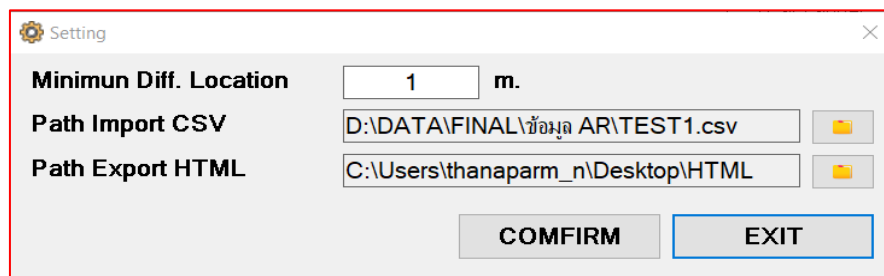 Setting
Minimun Diff. Location 1 m.
Path Import CSV D:\DATA\FINAL\ข้อมูล AR\TEST1.csv
Path Export HTML C:\Users\thanaparm_n\Desktop\HTML
COMFIRM EXIT